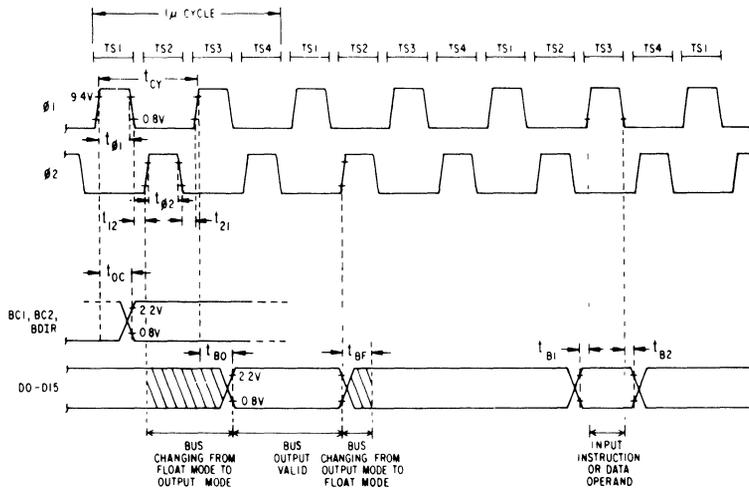 1μ CYCLE
TS1 TS2 TS3 TS4 TS1 TS2 TS3 TS4 TS1 TS2 TS3 TS4 TS1
tCY
Ø1
9.4V
0.8V
tØ1
Ø2
tØ2
t12
t21
tOC
BC1, BC2,
BDIR
2.2V
0.8V
tBO
tBF
tB1
tB2
DO-D15
2.2V
0.8V
BUS
CHANGING FROM
FLOAT MODE TO
OUTPUT MODE
BUS
OUTPUT
VALID
BUS
CHANGING FROM
OUTPUT MODE TO
FLOAT MODE
INPUT
INSTRUCTION
OR DATA
OPERAND